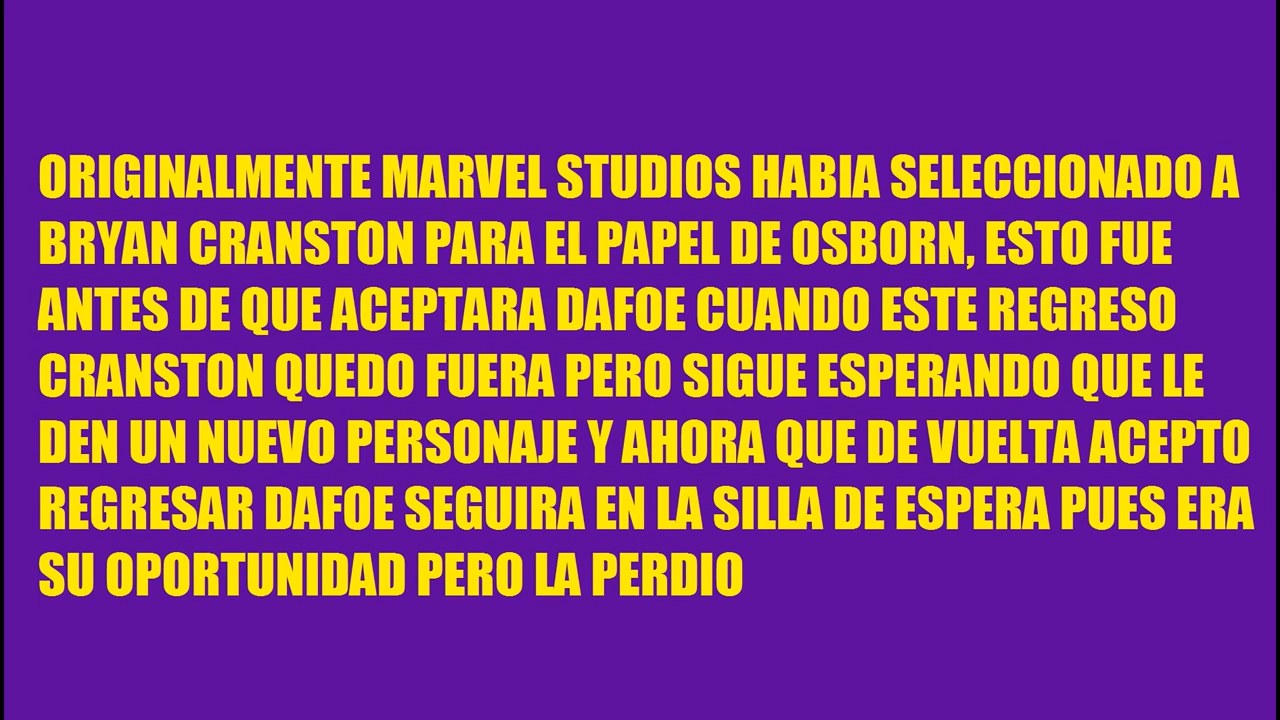 ORIGINALMENTE MARVEL STUDIOS HABIA SELECCIONADO A
BRYAN CRANSTON PARA EL PAPEL DE OSBORN, ESTO FUE
ANTES DE QUE ACEPTARA DAFOE CUANDO ESTE REGRESO
CRANSTON QUEDO FUERA PERO SIGUE ESPERANDO QUE LE
DEN UN NUEVO PERSONAJE Y AHORA QUE DE VUELTA ACEPTO
REGRESAR DAFOE SEGUIRA EN LA SILLA DE ESPERA PUES ERA
SU OPORTUNIDAD PERO LA PERDIO